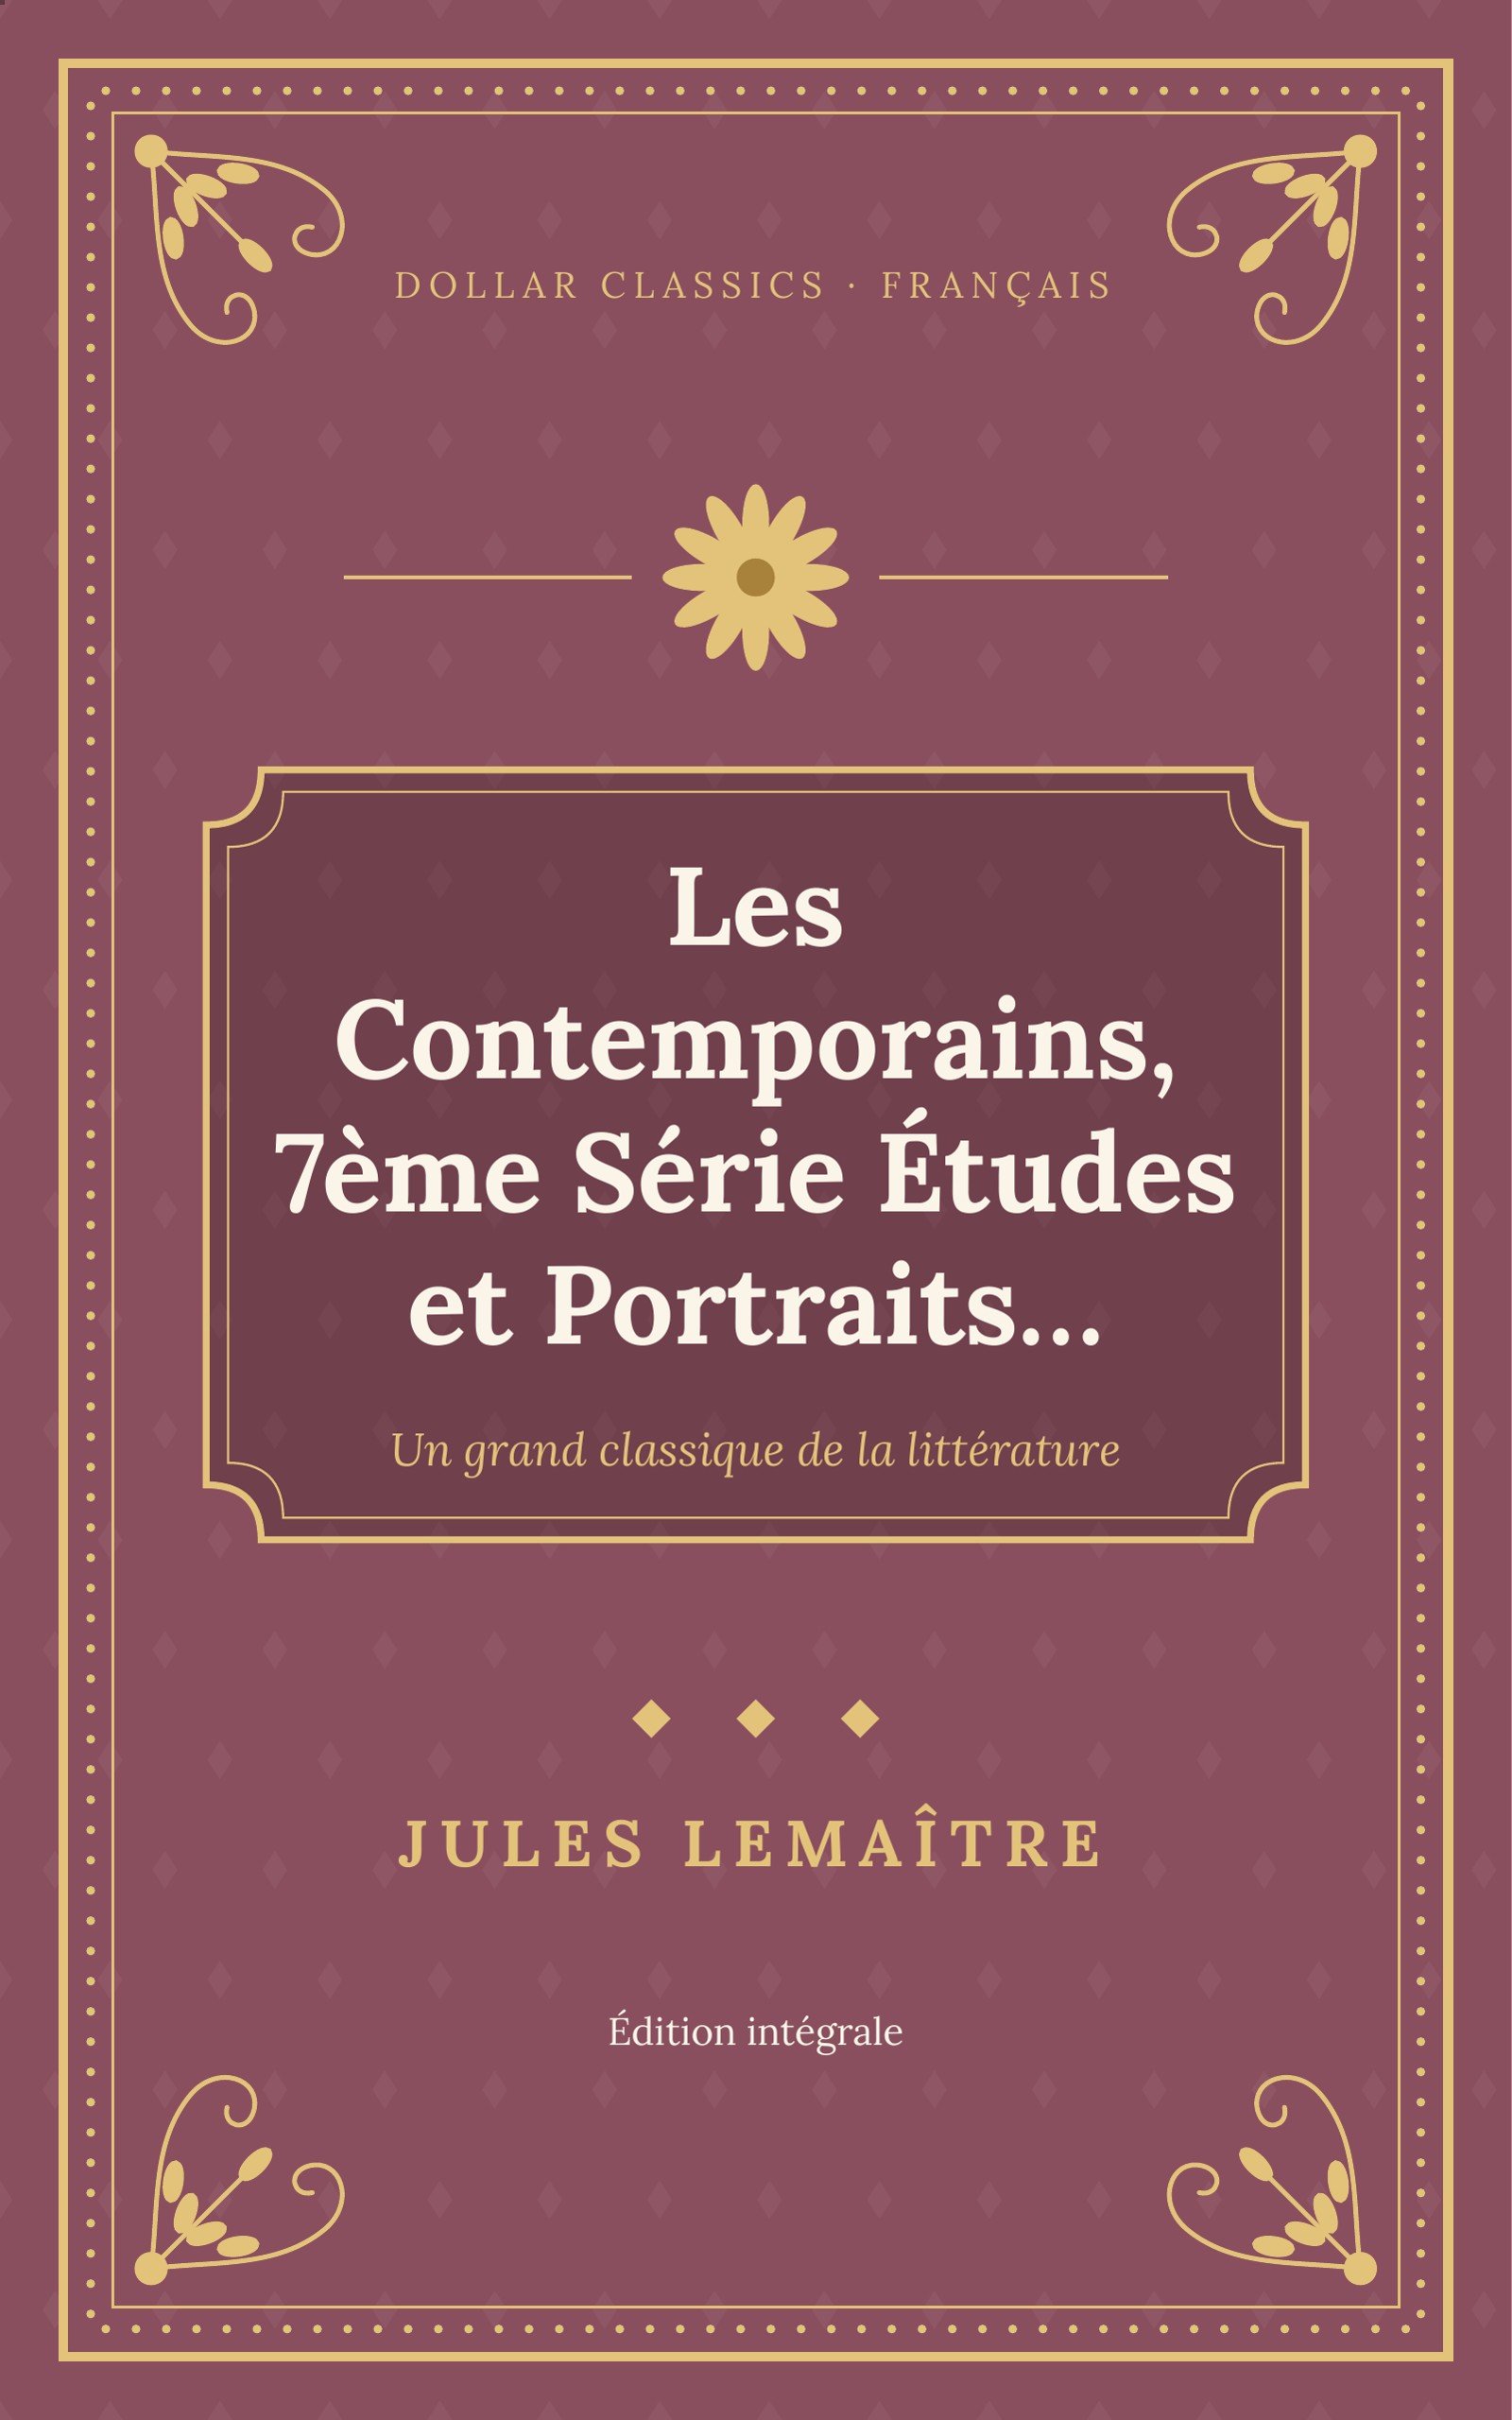 DOLLAR CLASSICS · FRANÇAIS
Les
Contemporains,
7ème Série Études
et Portraits...
Un grand classique de la littérature
JULES LEMAÎTRE
Édition intégrale